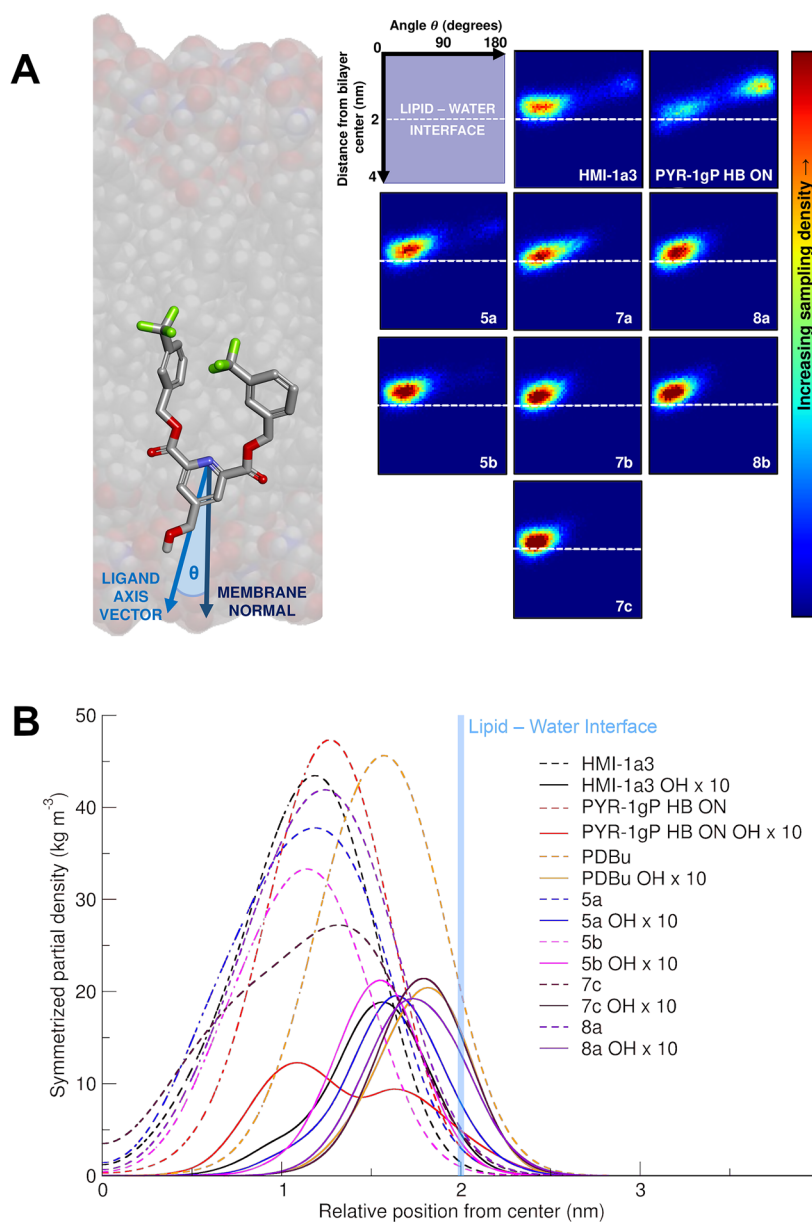 A
Angle θ (degrees)
0 90 180
Distance from bilayer
center (nm)
2
4
LIPID – WATER
INTERFACE
HMI-1a3
PYR-1gP HB ON
5a
7a
8a
5b
7b
8b
7c
Increasing sampling density →
θ
LIGAND
AXIS
VECTOR
MEMBRANE
NORMAL
B
Lipid – Water Interface
Symmetrized partial density (kg m-3)
50
40
30
20
10
0
0 1 2 3
Relative position from center (nm)
HMI-1a3
HMI-1a3 OH x 10
PYR-1gP HB ON
PYR-1gP HB ON OH x 10
PDBu
PDBu OH x 10
5a
5a OH x 10
5b
5b OH x 10
7c
7c OH x 10
8a
8a OH x 10